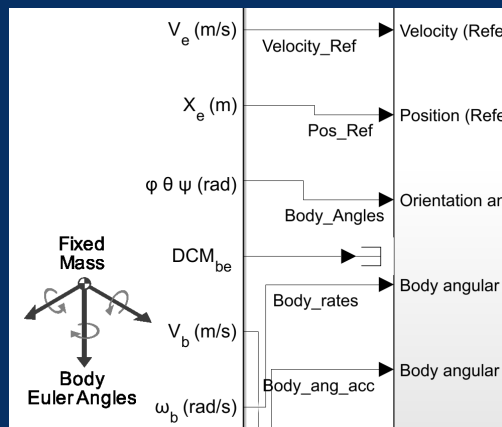 V_e (m/s)
Velocity_Ref
Velocity (Refe
X_e (m)
Pos_Ref
Position (Refe
φ θ ψ (rad)
Body_Angles
Orientation an
Fixed
Mass
DCM_be
Body_rates
Body angular
V_b (m/s)
Body_ang_acc
Body angular
Body
Euler Angles
ω_b (rad/s)